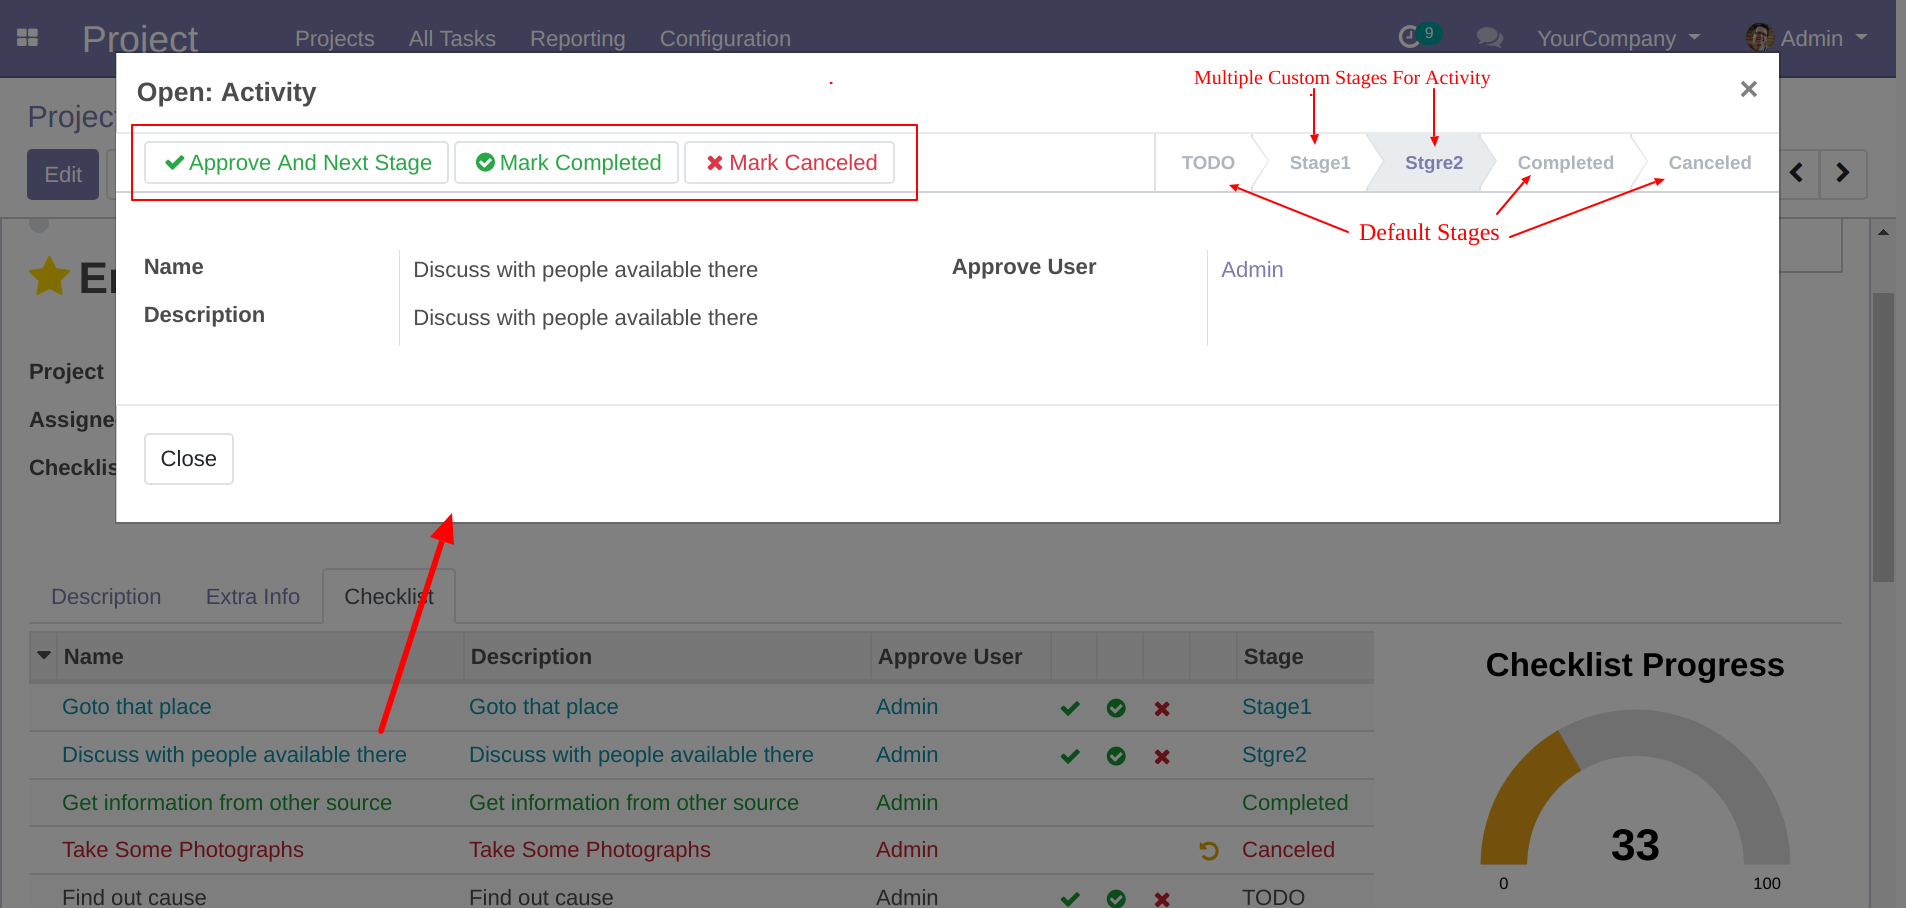 Project Projects All Tasks Reporting Configuration 9 YourCompany Admin
Project
Open: Activity
Multiple Custom Stages For Activity
×
Edit
Approve And Next Stage Mark Completed Mark Canceled
TODO Stage1 Stgre2 Completed Canceled
Default Stages
Name Discuss with people available there Approve User Admin
Description Discuss with people available there
Project
Close
Description Extra Info Checklist
Name Description Approve User Stage
Goto that place Goto that place Admin Stage1
Discuss with people available there Discuss with people available there Admin Stgre2
Get information from other source Get information from other source Admin Completed
Take Some Photographs Take Some Photographs Admin Canceled
Find out cause Find out cause Admin TODO
Checklist Progress
33
0 100